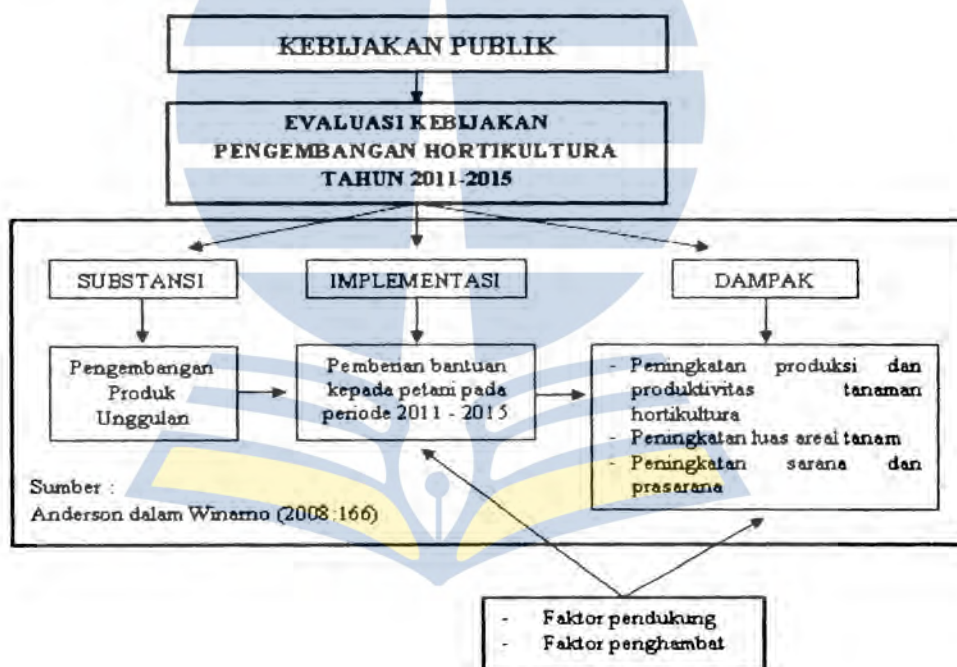 KEBIJAKAN PUBLIK
EVALUASI KEBIJAKAN
PENGEMBANGAN HORTIKULTURA
TAHUN 2011-2015
SUBSTANSI
IMPLEMENTASI
DAMPAK
Pengembangan
Produk
Unggulan
Pemberian bantuan
kepada petani pada
periode 2011 - 2015
- Peningkatan produksi dan
produktivitas tanaman
hortikultura
- Peningkatan luas areal tanam
- Peningkatan sarana dan
prasarana
Sumber :
Anderson dalam Winarno (2008:166)
- Faktor pendukung
- Faktor penghambat